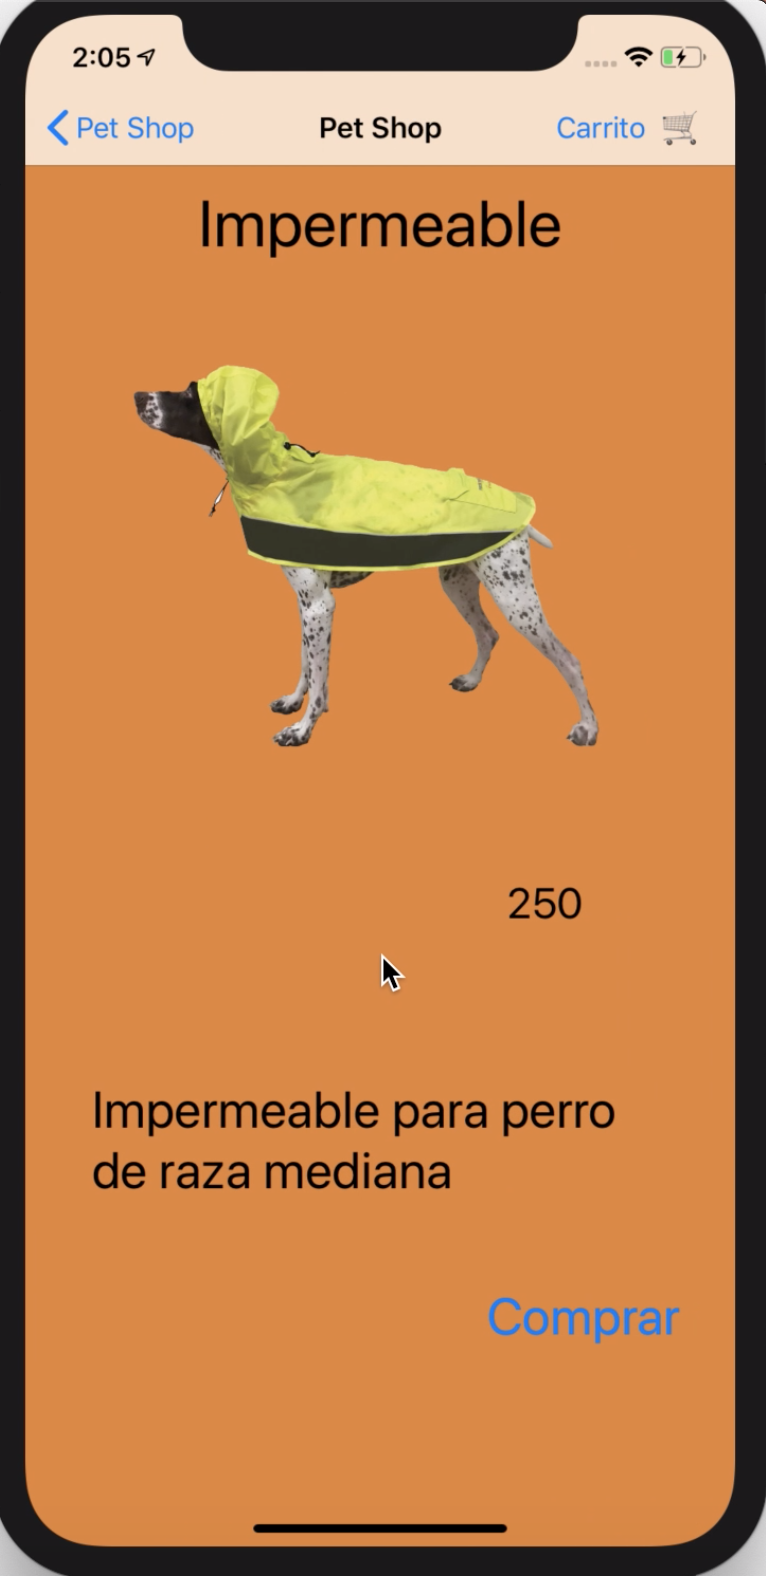 2:05
Pet Shop Pet Shop Carrito
Impermeable
250
Impermeable para perro
de raza mediana
Comprar